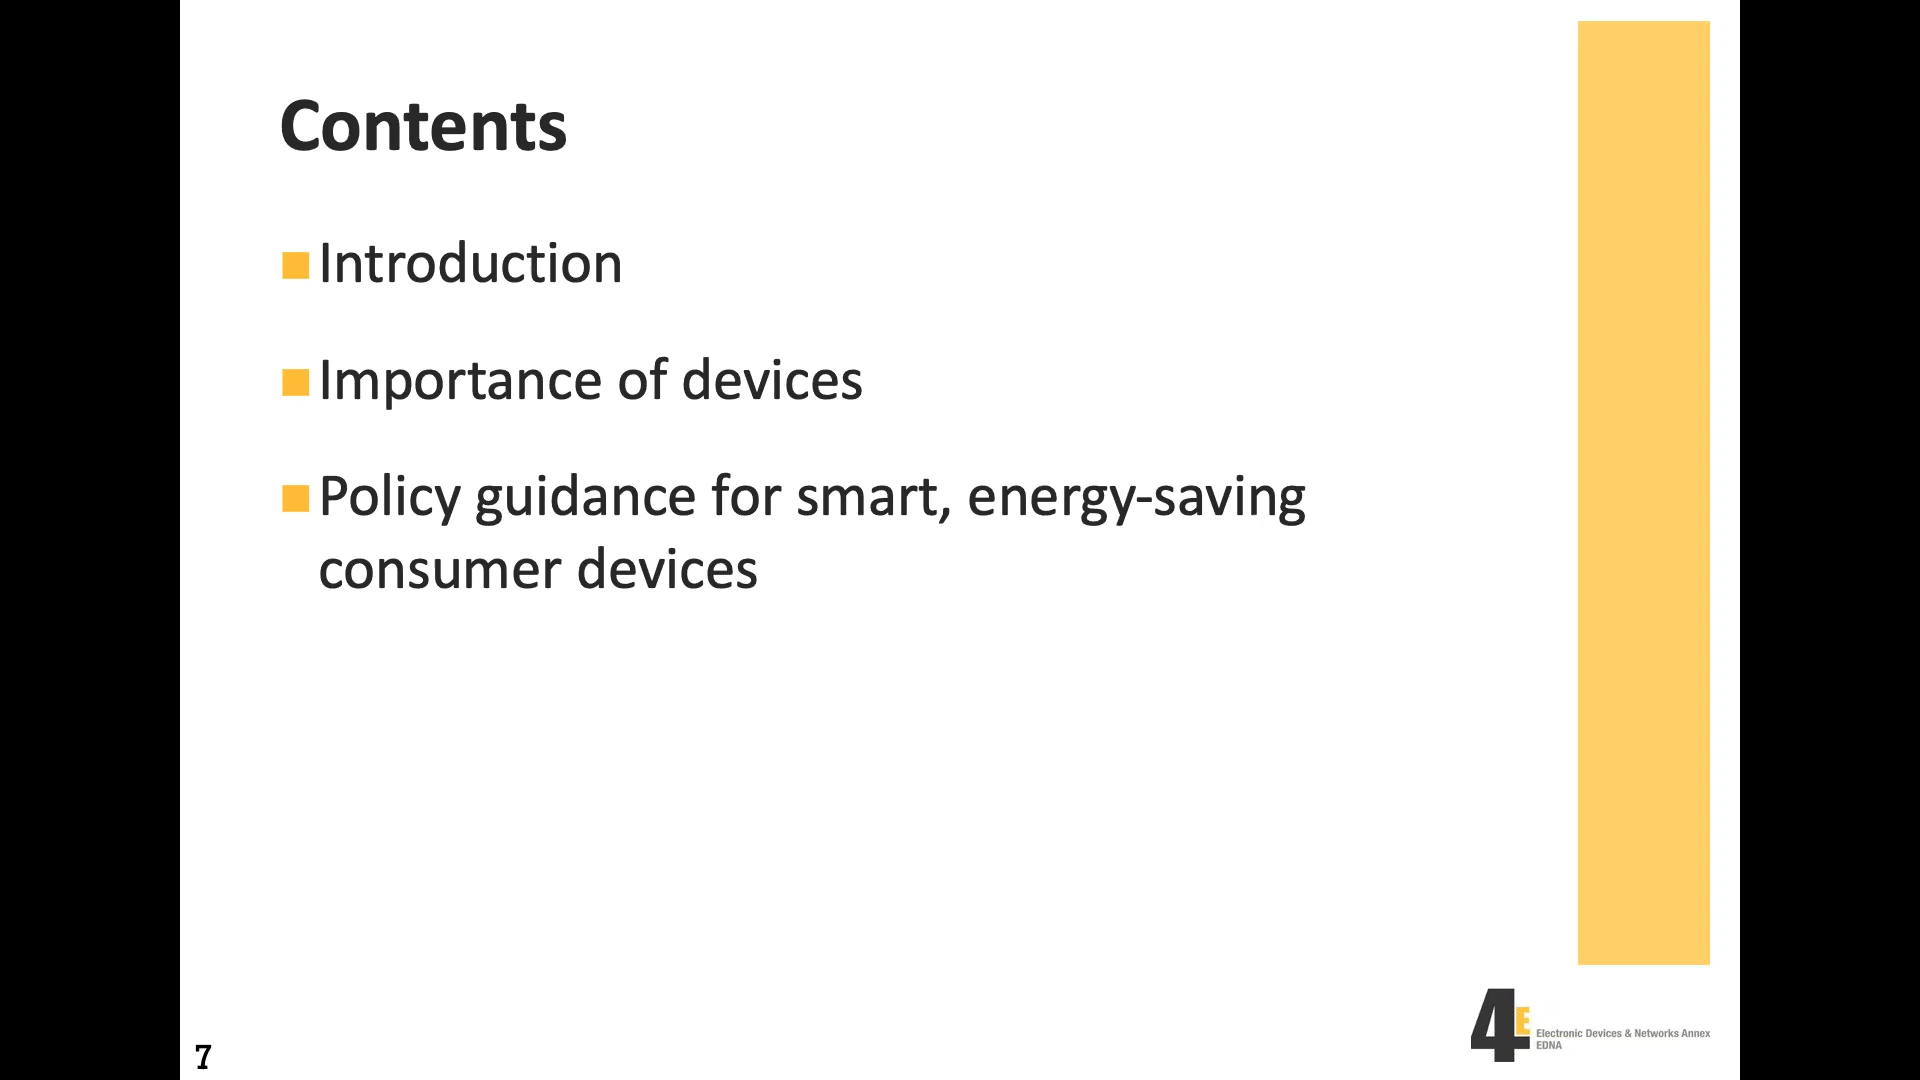 Contents
Introduction
Importance of devices
Policy guidance for smart, energy-saving
consumer devices
4E
Electronic Devices & Networks Annex
EDNA
7